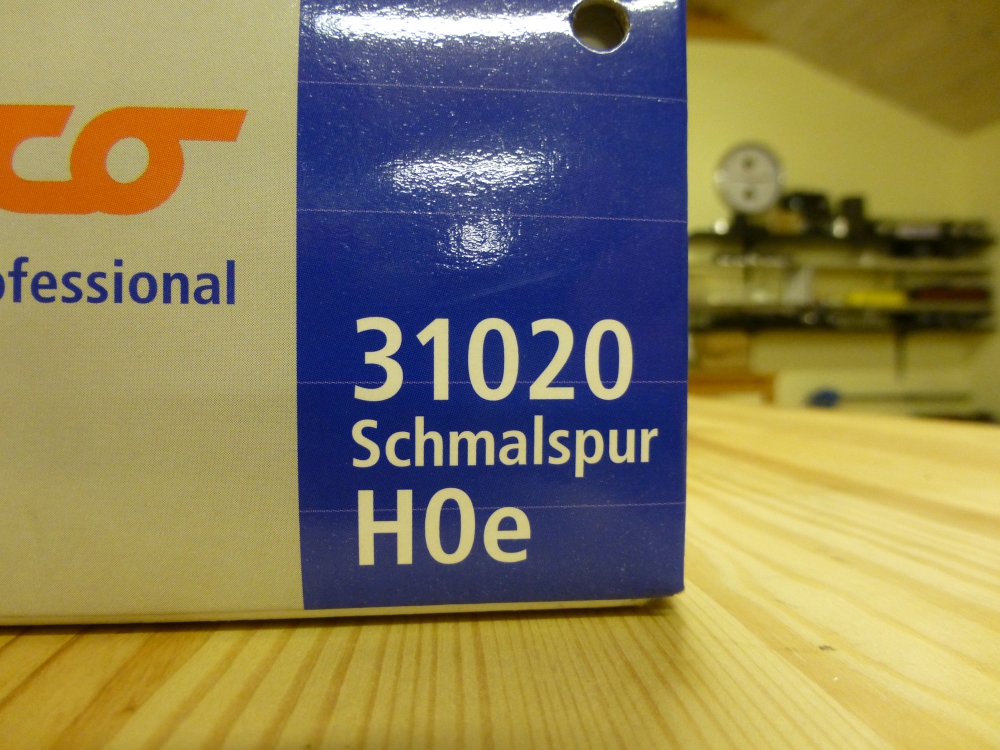 co
ofessional
31020
Schmalspur
H0e